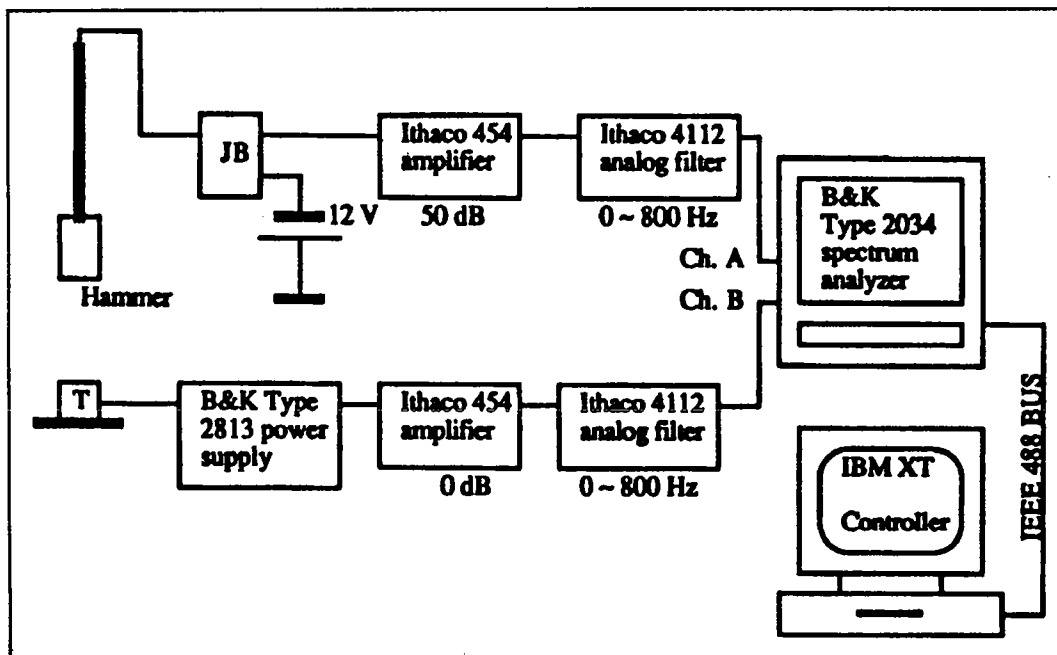 JB
Ithaco 454
amplifier
Ithaco 4112
analog filter
12 V
50 dB
0 ~ 800 Hz
B&K
Type 2034
spectrum
analyzer
Ch. A
Ch. B
Hammer
T
B&K Type
2813 power
supply
Ithaco 454
amplifier
Ithaco 4112
analog filter
0 dB
0 ~ 800 Hz
IBM XT
Controller
IEEE 488 BUS